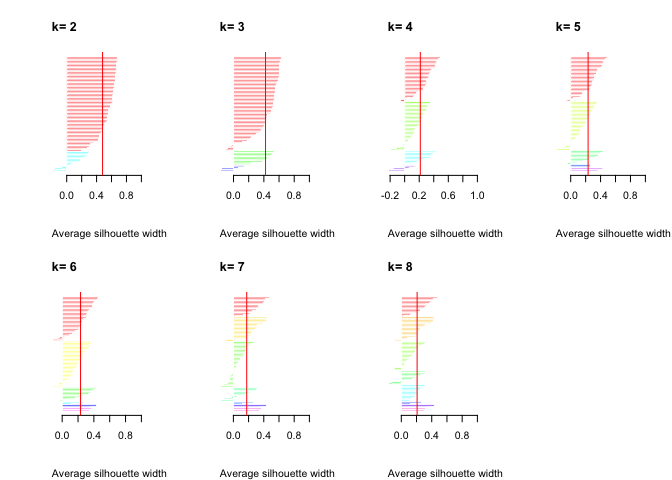 k= 2
k= 3
k= 4
k= 5
0.0 0.4 0.8
0.0 0.4 0.8
-0.2 0.2 0.6 1.0
0.0 0.4 0.8
Average silhouette width
Average silhouette width
Average silhouette width
Average silhouette width
k= 6
k= 7
k= 8
0.0 0.4 0.8
0.0 0.4 0.8
0.0 0.4 0.8
Average silhouette width
Average silhouette width
Average silhouette width